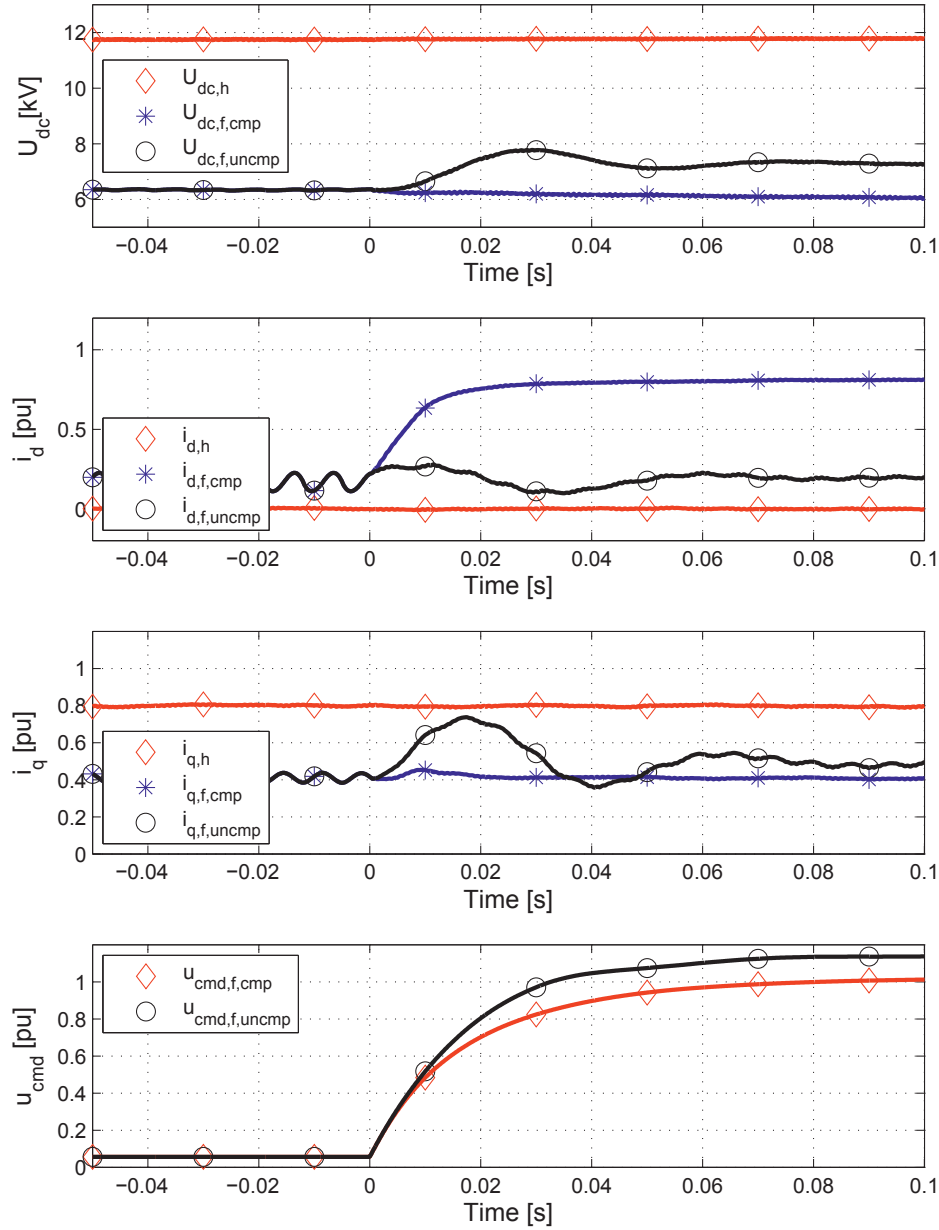 12
10
8
6
U_dc [kV]
U_dc,h
U_dc,f,cmp
U_dc,f,uncmp
−0.04 −0.02 0 0.02 0.04 0.06 0.08 0.1
Time [s]
1
0.5
0
i_d [pu]
i_d,h
i_d,f,cmp
i_d,f,uncmp
−0.04 −0.02 0 0.02 0.04 0.06 0.08 0.1
Time [s]
1
0.8
0.6
0.4
0.2
0
i_q [pu]
i_q,h
i_q,f,cmp
i_q,f,uncmp
−0.04 −0.02 0 0.02 0.04 0.06 0.08 0.1
Time [s]
1
0.8
0.6
0.4
0.2
0
u_cmd [pu]
u_cmd,f,cmp
u_cmd,f,uncmp
−0.04 −0.02 0 0.02 0.04 0.06 0.08 0.1
Time [s]